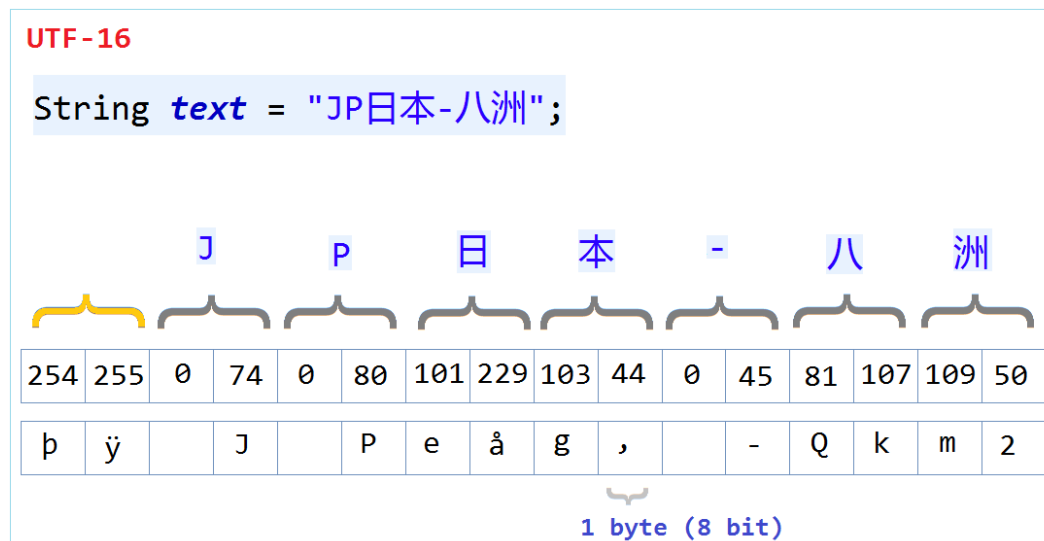 UTF-16
String text = "JP日本-八洲";
J P 日 本 - 八 洲
254 255 0 74 0 80 101 229 103 44 0 45 81 107 109 50
þ ÿ J P e å g , - Q k m 2
1 byte (8 bit)